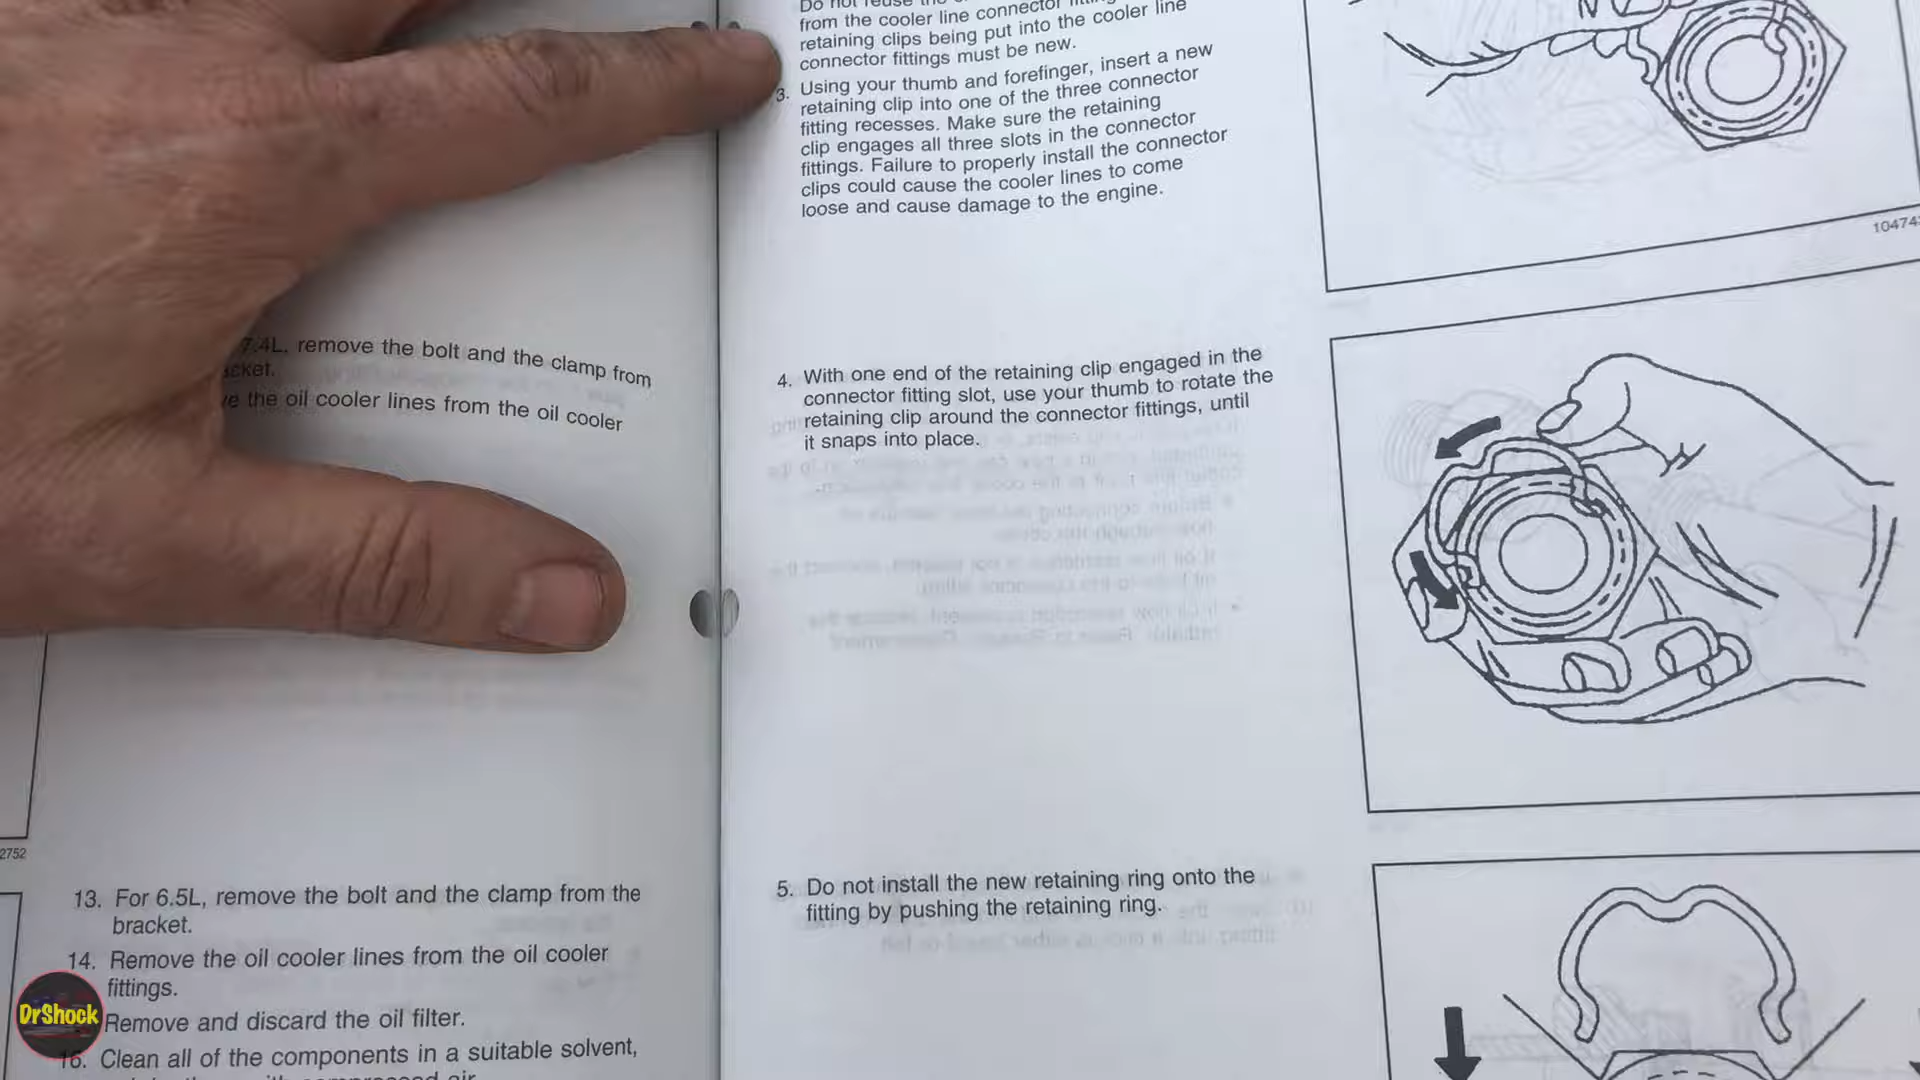 7.4L, remove the bolt and the clamp from
the oil cooler lines from the oil cooler
2752
13. For 6.5L, remove the bolt and the clamp from the
bracket.
14. Remove the oil cooler lines from the oil cooler
fittings.
Remove and discard the oil filter.
16. Clean all of the components in a suitable solvent,
DrShock
Do not reuse the
from the cooler line connector
retaining clips being put into the cooler line
connector fittings must be new.
3. Using your thumb and forefinger, insert a new
retaining clip into one of the three connector
fitting recesses. Make sure the retaining
clip engages all three slots in the connector
fittings. Failure to properly install the connector
clips could cause the cooler lines to come
loose and cause damage to the engine.
10474
4. With one end of the retaining clip engaged in the
connector fitting slot, use your thumb to rotate the
retaining clip around the connector fittings, until
it snaps into place.
5. Do not install the new retaining ring onto the
fitting by pushing the retaining ring.